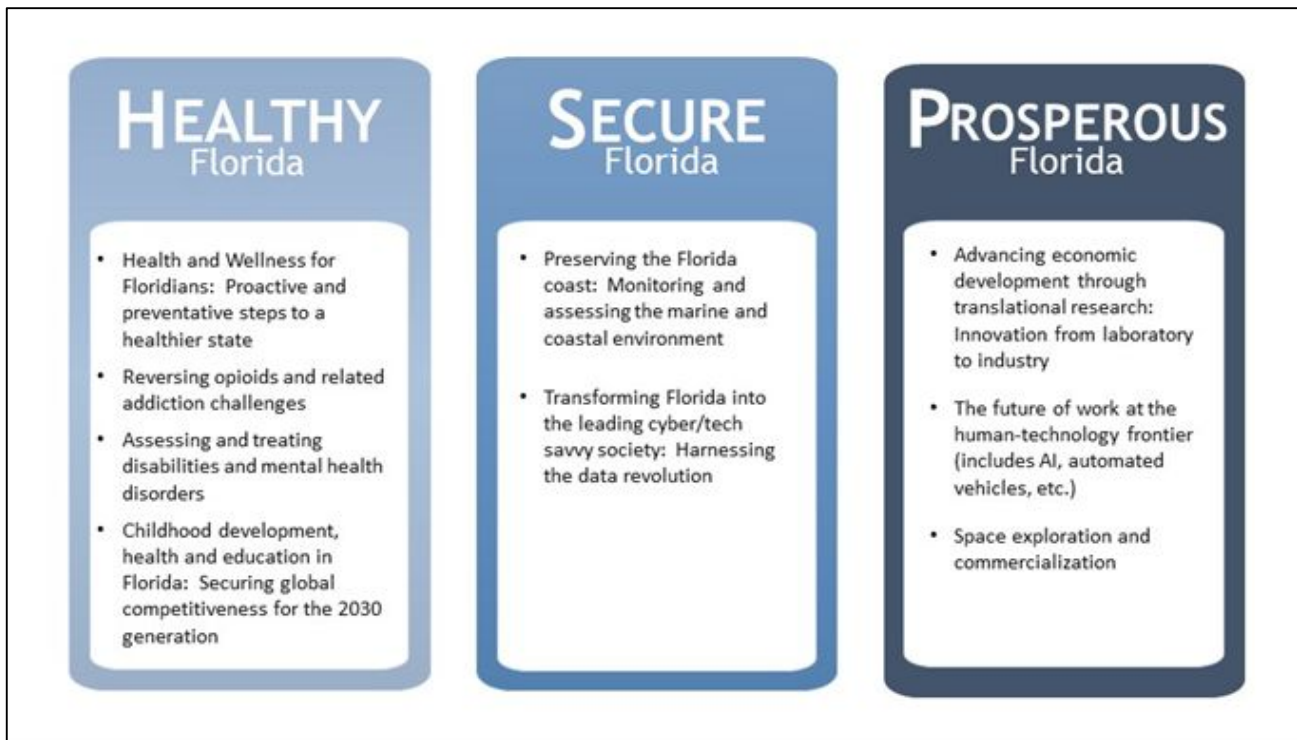 HEALTHY
Florida
• Health and Wellness for
Floridians:  Proactive and
preventative steps to a
healthier state
• Reversing opioids and related
addiction challenges
• Assessing and treating
disabilities and mental health
disorders
• Childhood development,
health and education in
Florida:  Securing global
competitiveness for the 2030
generation
SECURE
Florida
• Preserving the Florida
coast:  Monitoring and
assessing the marine and
coastal environment
• Transforming Florida into
the leading cyber/tech
savvy society:  Harnessing
the data revolution
PROSPEROUS
Florida
• Advancing economic
development through
translational research:
Innovation from laboratory
to industry
• The future of work at the
human-technology frontier
(includes AI, automated
vehicles, etc.)
• Space exploration and
commercialization